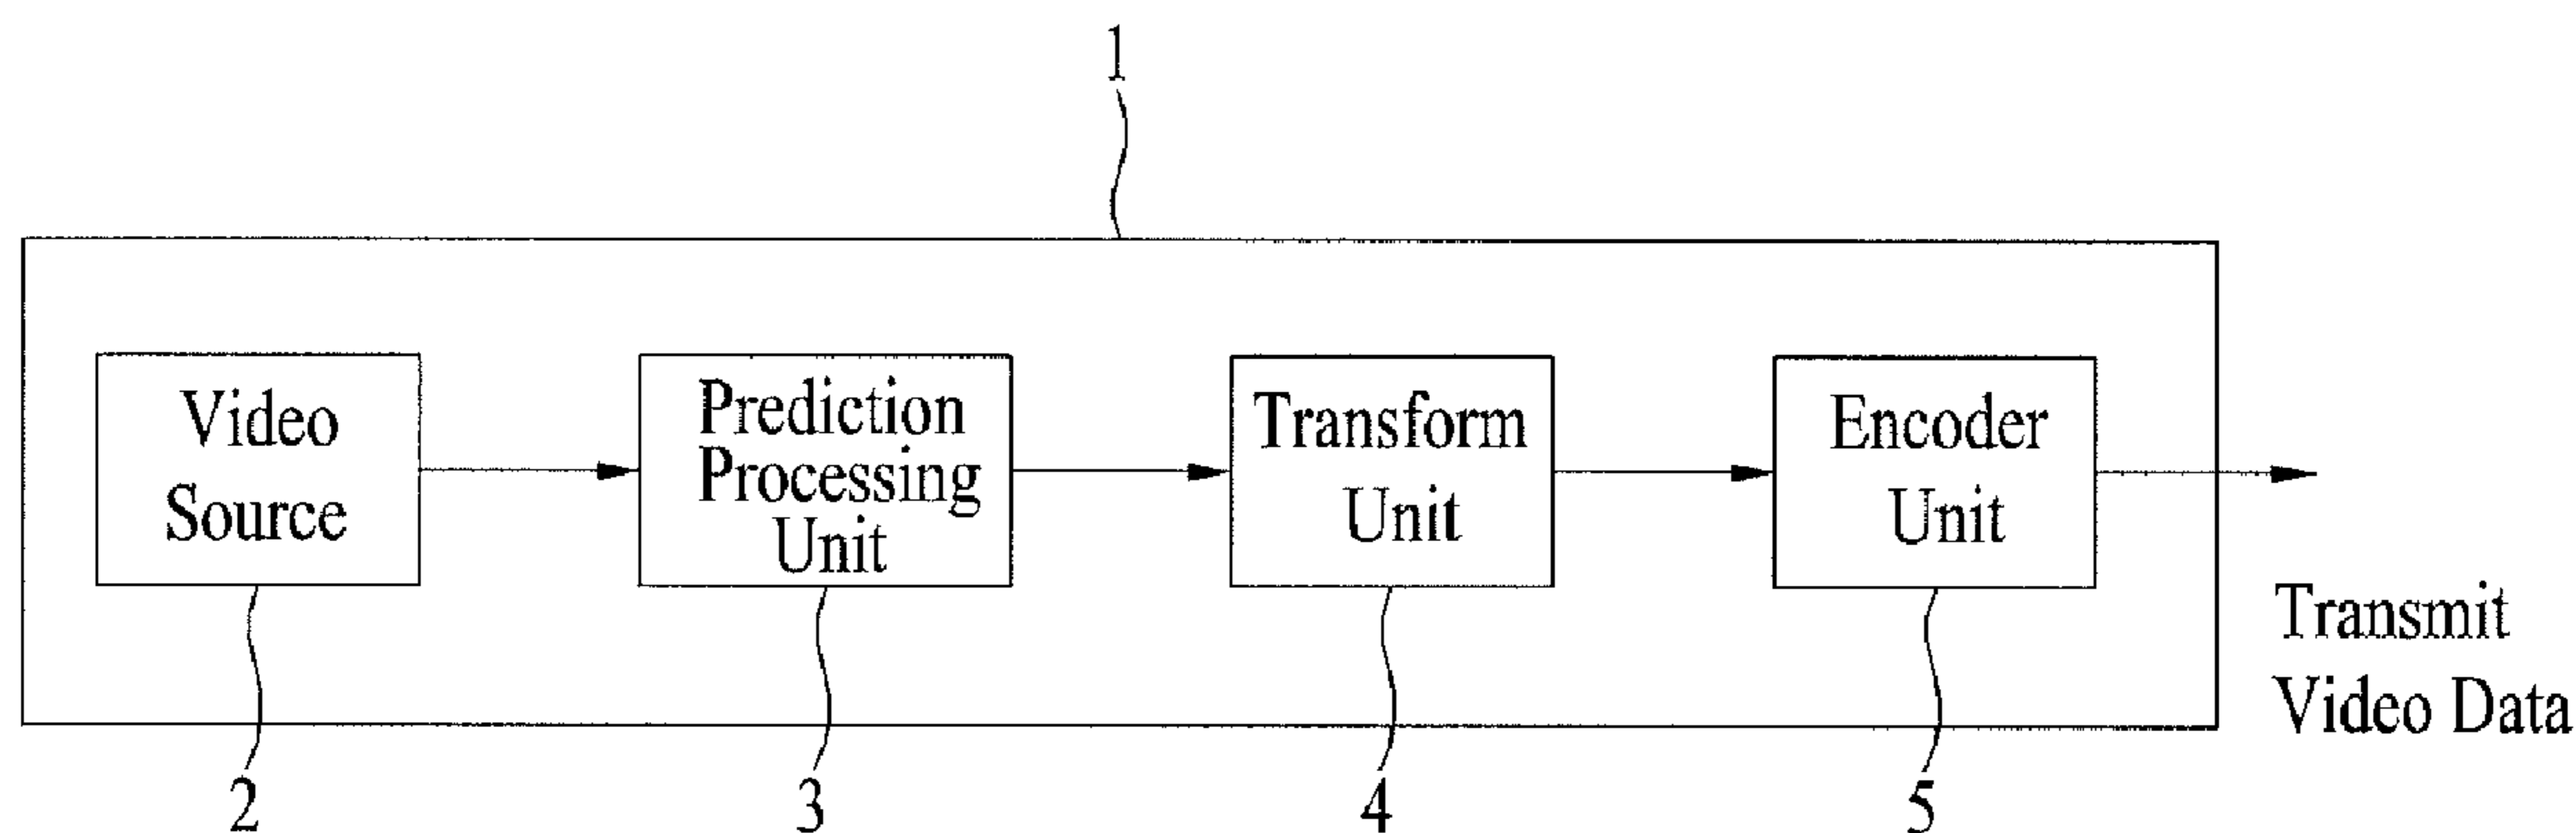 1
Video
Source
Prediction
Processing
Unit
Transform
Unit
Encoder
Unit
Transmit
Video Data
2
3
4
5